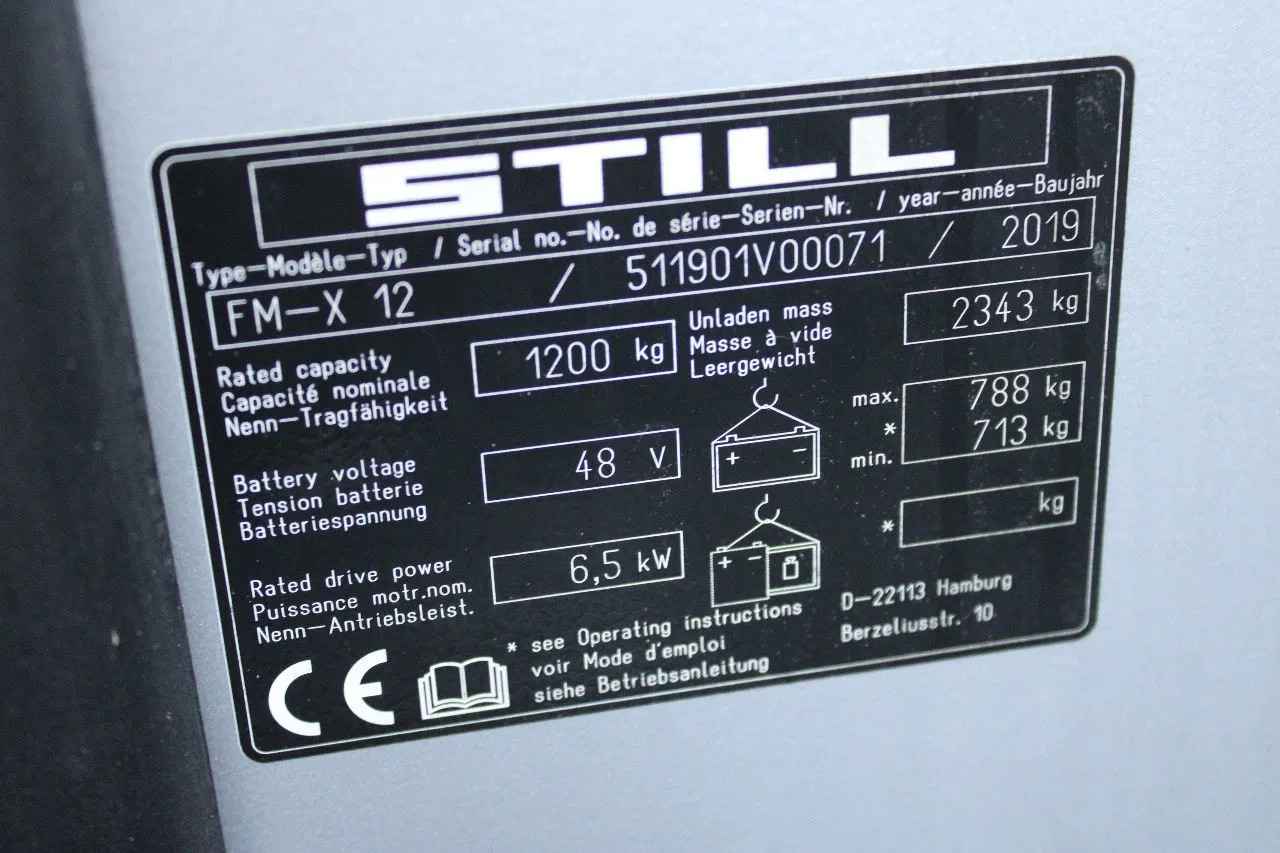 STILL
Type-Modèle-Typ / Serial no.-No. de série-Serien-Nr. / year-année-Baujahr
FM-X 12 / 511901V00071 / 2019
Rated capacity
Capacité nominale
Nenn-Tragfähigkeit
1200 kg
Unladen mass
Masse à vide
Leergewicht
2343 kg
Battery voltage
Tension batterie
Batteriespannung
48 V
+ -
max. 788 kg
*
min. 713 kg
Rated drive power
Puissance motr.nom.
Nenn-Antriebsleist.
6,5 kW
+ -
* kg
CE
* see Operating instructions
voir Mode d'emploi
siehe Betriebsanleitung
D-22113 Hamburg
Berzeliusstr. 10